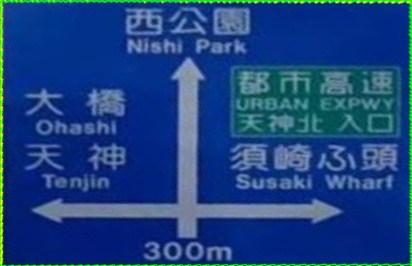 西公園
Nishi Park
大橋
Ohashi
天神
Tenjin
都市高速
URBAN EXPWY
天神北 入口
須崎ふ頭
Susaki Wharf
300m